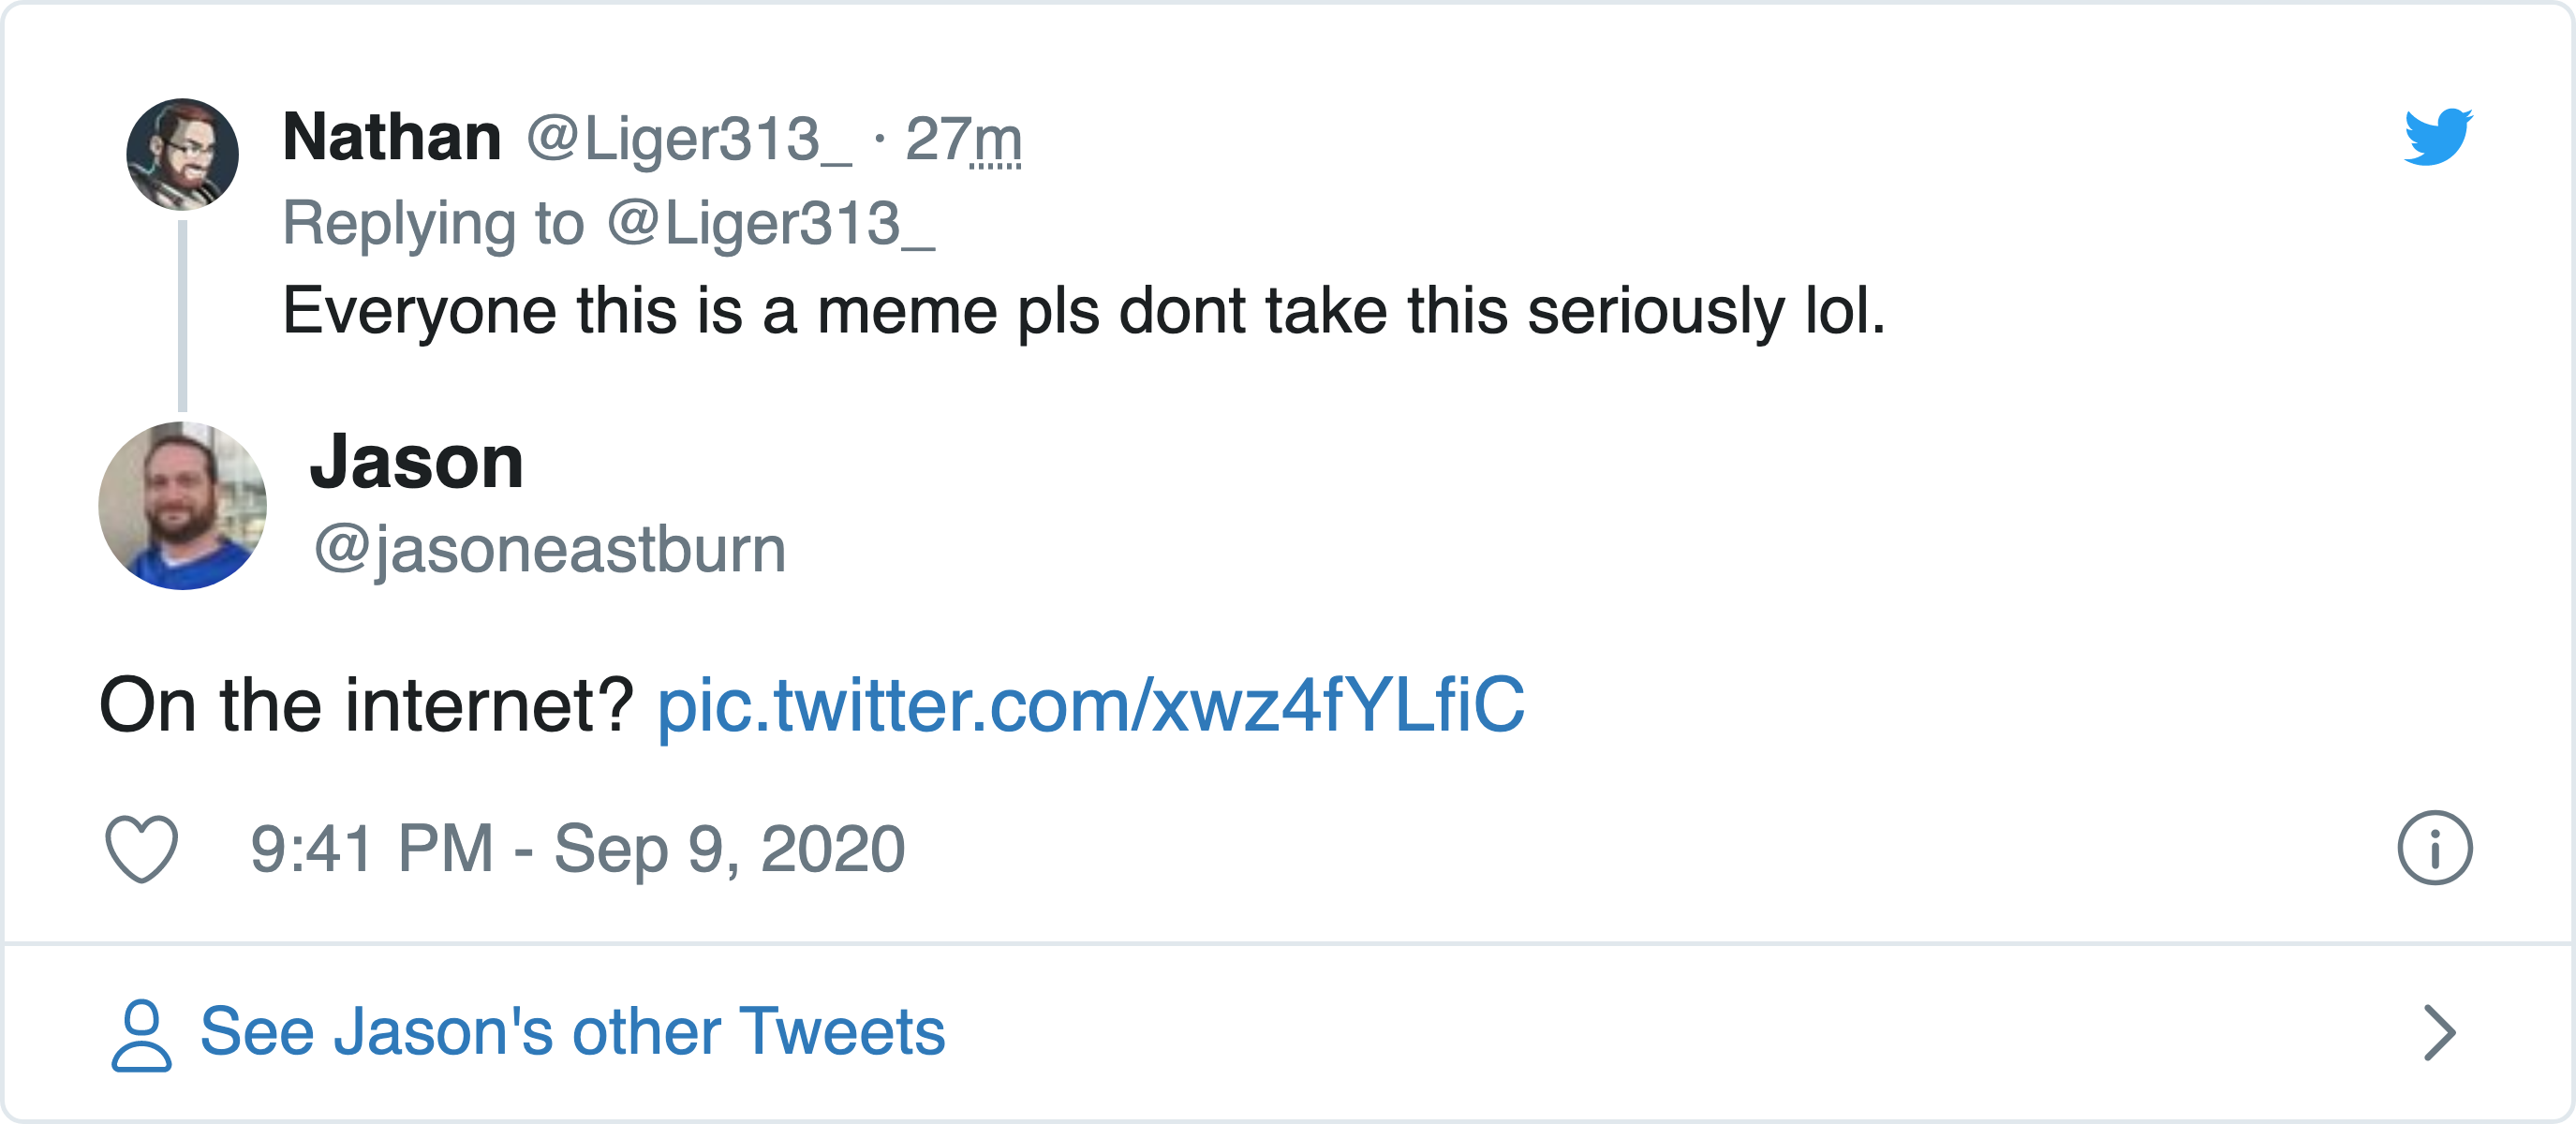 Nathan @Liger313_ · 27m
Replying to @Liger313_
Everyone this is a meme pls dont take this seriously lol.
Jason
@jasoneastburn
On the internet? pic.twitter.com/xwz4fYLfiC
9:41 PM - Sep 9, 2020
See Jason's other Tweets